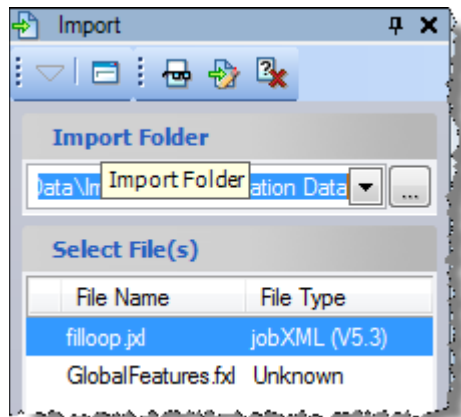 Import
Import Folder
Data\Im Import Folder ation Data ...
Select File(s)
File Name File Type
filloop.jxl jobXML (V5.3)
GlobalFeatures.fxl Unknown